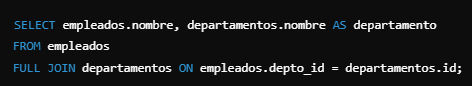 SELECT empleados.nombre, departamentos.nombre AS departamento
FROM empleados
FULL JOIN departamentos ON empleados.depto_id = departamentos.id;